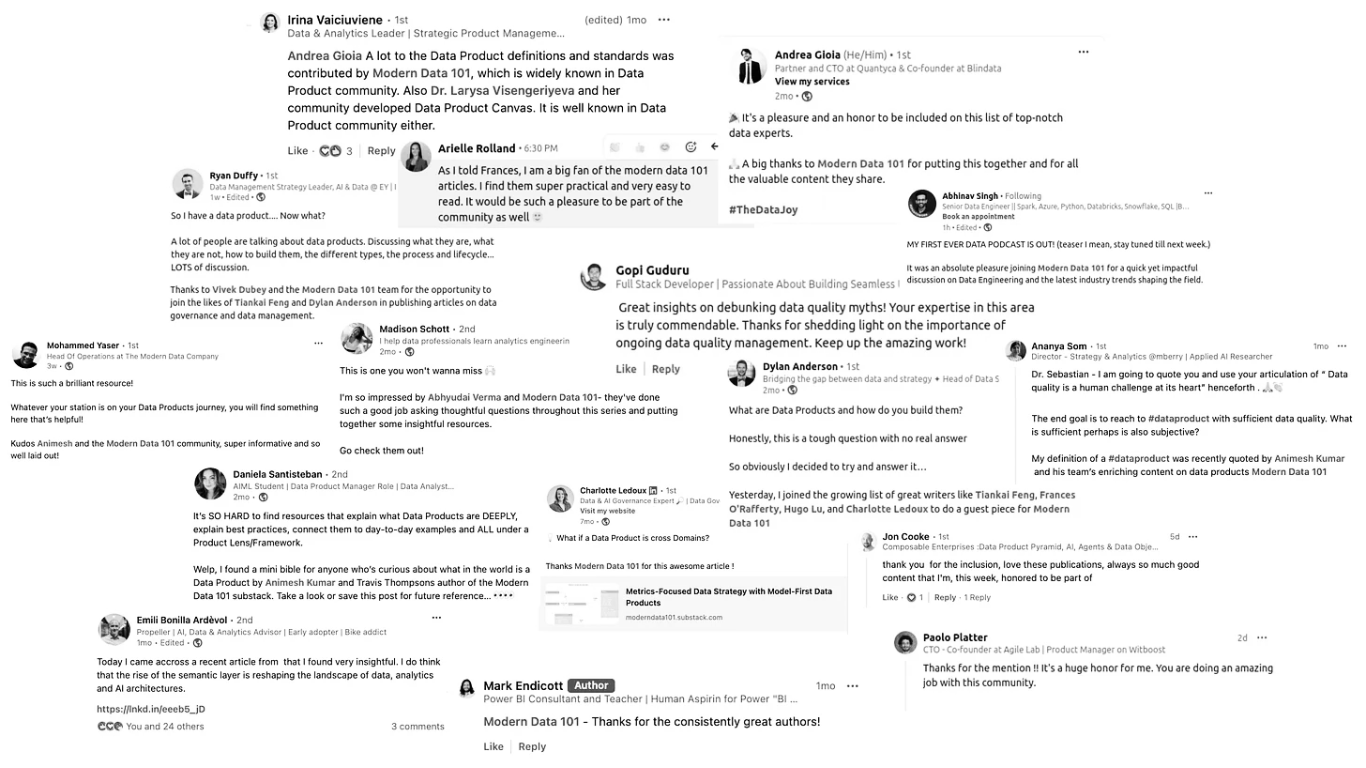 Irina Vaiciuviene · 1st
(edited) 1mo ···
Data & Analytics Leader | Strategic Product Manageme...
Andrea Gioia A lot to the Data Product definitions and standards was
contributed by Modern Data 101, which is widely known in Data
Product community. Also Dr. Larysa Visengeriyeva and her
community developed Data Product Canvas. It is well known in Data
Product community either.
Like · 3 | Reply
Andrea Gioia (He/Him) • 1st
Partner and CTO at Quantyca & Co-founder at Blindata
View my services
2mo •
It's a pleasure and an honor to be included on this list of top-notch
data experts.
A big thanks to Modern Data 101 for putting this together and for all
the valuable content they share.
#TheDataJoy
Arielle Rolland • 6:30 PM
As I told Frances, I am a big fan of the modern data 101
articles. I find them super practical and very easy to
read. It would be such a pleasure to be part of the
community as well
Ryan Duffy • 1st
Data Management Strategy Leader, AI & Data @ EY |
1w • Edited •
So I have a data product.... Now what?
A lot of people are talking about data products. Discussing what they are, what
they are not, how to build them, the different types, the process and lifecycle...
LOTS of discussion.
Thanks to Vivek Dubey and the Modern Data 101 team for the opportunity to
join the likes of Tiankai Feng and Dylan Anderson in publishing articles on data
governance and data management.
Abhinav Singh • Following
Senior Data Engineer || Spark, Azure, Python, Databricks, Snowflake, SQL |B...
Book an appointment
1h • Edited •
MY FIRST EVER DATA PODCAST IS OUT! (teaser I mean, stay tuned till next week.)
It was an absolute pleasure joining Modern Data 101 for a quick yet impactful
discussion on Data Engineering and the latest industry trends shaping the field.
Gopi Guduru
Full Stack Developer | Passionate About Building Seamless
Great insights on debunking data quality myths! Your expertise in this area
is truly commendable. Thanks for shedding light on the importance of
ongoing data quality management. Keep up the amazing work!
Like | Reply
Mohammed Yaser • 1st
Head Of Operations at The Modern Data Company
3w •
This is such a brilliant resource!
Whatever your station is on your Data Products journey, you will find something
here that's helpful!
Kudos Animesh and the Modern Data 101 community, super informative and so
well laid out!
Madison Schott • 2nd
I help data professionals learn analytics engineerin
2mo •
This is one you won't wanna miss
I'm so impressed by Abhyudai Verma and Modern Data 101- they've done
such a good job asking thoughtful questions throughout this series and putting
together some insightful resources.
Go check them out!
Dylan Anderson • 1st
Bridging the gap between data and strategy ✦ Head of Data S
2mo •
What are Data Products and how do you build them?
Honestly, this is a tough question with no real answer
So obviously I decided to try and answer it…
Yesterday, I joined the growing list of great writers like Tiankai Feng, Frances
O'Rafferty, Hugo Lu, and Charlotte Ledoux to do a guest piece for Modern
Data 101
Ananya Som • 1st
1mo ···
Director - Strategy & Analytics @mberry | Applied AI Researcher
Dr. Sebastian - I am going to quote you and use your articulation of “ Data
quality is a human challenge at its heart" henceforth .
The end goal is to reach to #dataproduct with sufficient data quality. What
is sufficient perhaps is also subjective?
My definition of a #dataproduct was recently quoted by Animesh Kumar
and his team's enriching content on data products Modern Data 101
Daniela Santisteban • 2nd
AIML Student | Data Product Manager Role | Data Analyst...
2mo •
It's SO HARD to find resources that explain what Data Products are DEEPLY,
explain best practices, connect them to day-to-day examples and ALL under a
Product Lens/Framework.
Welp, I found a mini bible for anyone who's curious about what in the world is a
Data Product by Animesh Kumar and Travis Thompsons author of the Modern
Data 101 substack. Take a look or save this post for future reference...
Charlotte Ledoux • 1st
Data & AI Governance Expert | Data Gov
Visit my website
7mo •
What if a Data Product is cross Domains?
Thanks Modern Data 101 for this awesome article !
Metrics-Focused Data Strategy with Model-First Data
Products
moderndata101.substack.com
Jon Cooke · 1st
5d ···
Composable Enterprises :Data Product Pyramid, AI, Agents & Data Obje...
thank you for the inclusion, love these publications, always so much good
content that I'm, this week, honored to be part of
Like · 1 | Reply · 1 Reply
Emili Bonilla Ardèvol • 2nd
Propeller | AI, Data & Analytics Advisor | Early adopter | Bike addict
1mo • Edited •
Today I came accross a recent article from that I found very insightful. I do think
that the rise of the semantic layer is reshaping the landscape of data, analytics
and AI architectures.
https://lnkd.in/eeeb5_jD
You and 24 others
3 comments
Paolo Platter
2d ···
CTO - Co-founder at Agile Lab | Product Manager on Witboost
Thanks for the mention !! It's a huge honor for me. You are doing an amazing
job with this community.
Mark Endicott Author
1mo ···
Power BI Consultant and Teacher | Human Aspirin for Power "BI ...
Modern Data 101 - Thanks for the consistently great authors!
Like | Reply